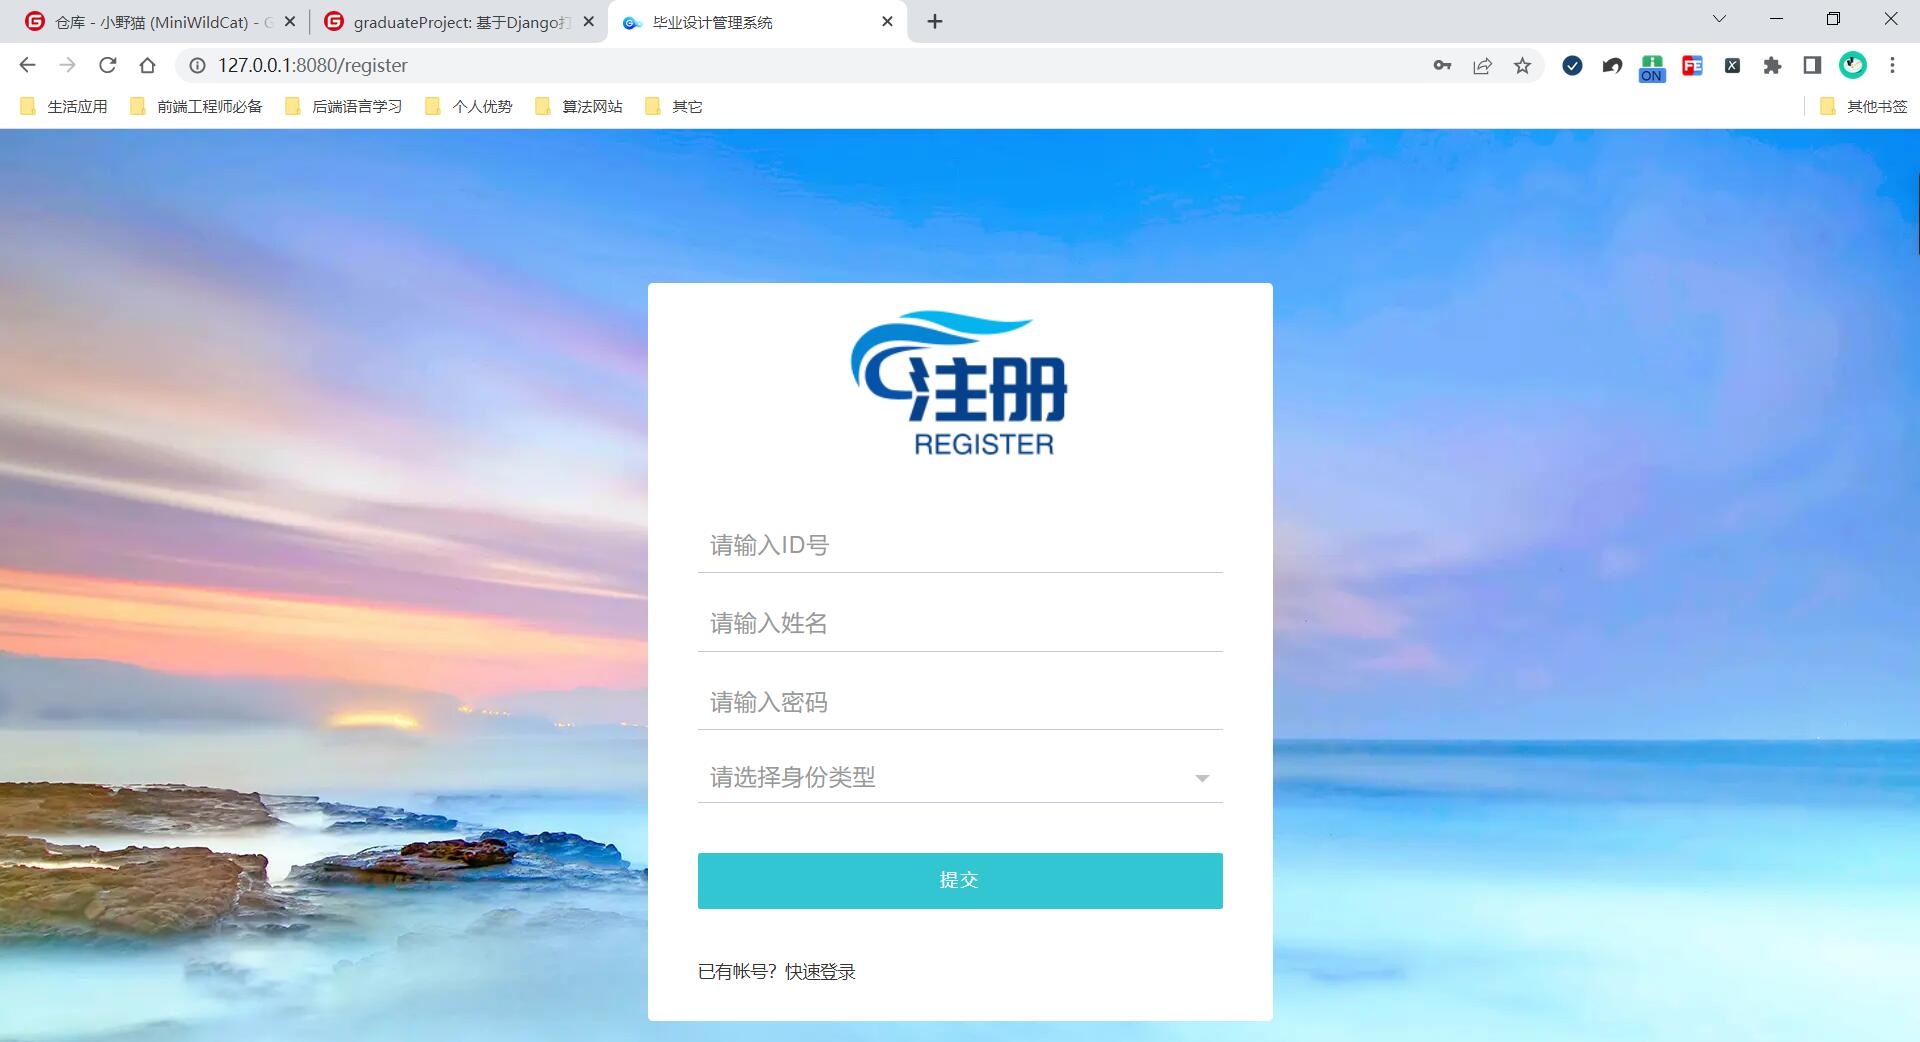 仓库 - 小野猫 (MiniWildCat) - G
graduateProject: 基于Django打
毕业设计管理系统
127.0.0.1:8080/register
ON
FE
X
生活应用
前端工程师必备
后端语言学习
个人优势
算法网站
其它
其他书签
注册
REGISTER
请输入ID号
请输入姓名
请输入密码
请选择身份类型
提交
已有帐号？快速登录